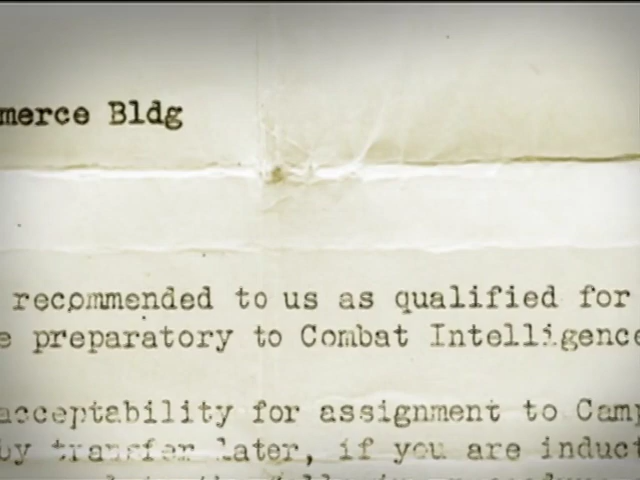 merce Bldg
recommended to us as qualified for
e preparatory to Combat Intelligence
acceptability for assignment to Camp
by transfer later, if you are induct